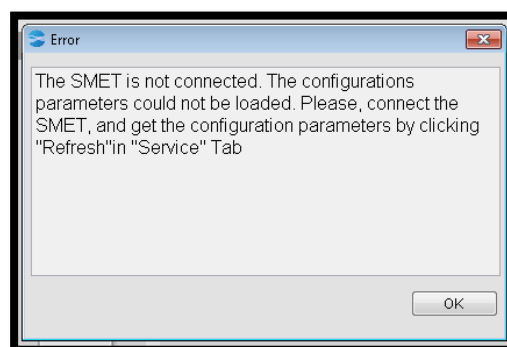 Error
The SMET is not connected. The configurations
parameters could not be loaded. Please, connect the
SMET, and get the configuration parameters by clicking
"Refresh"in "Service" Tab
OK